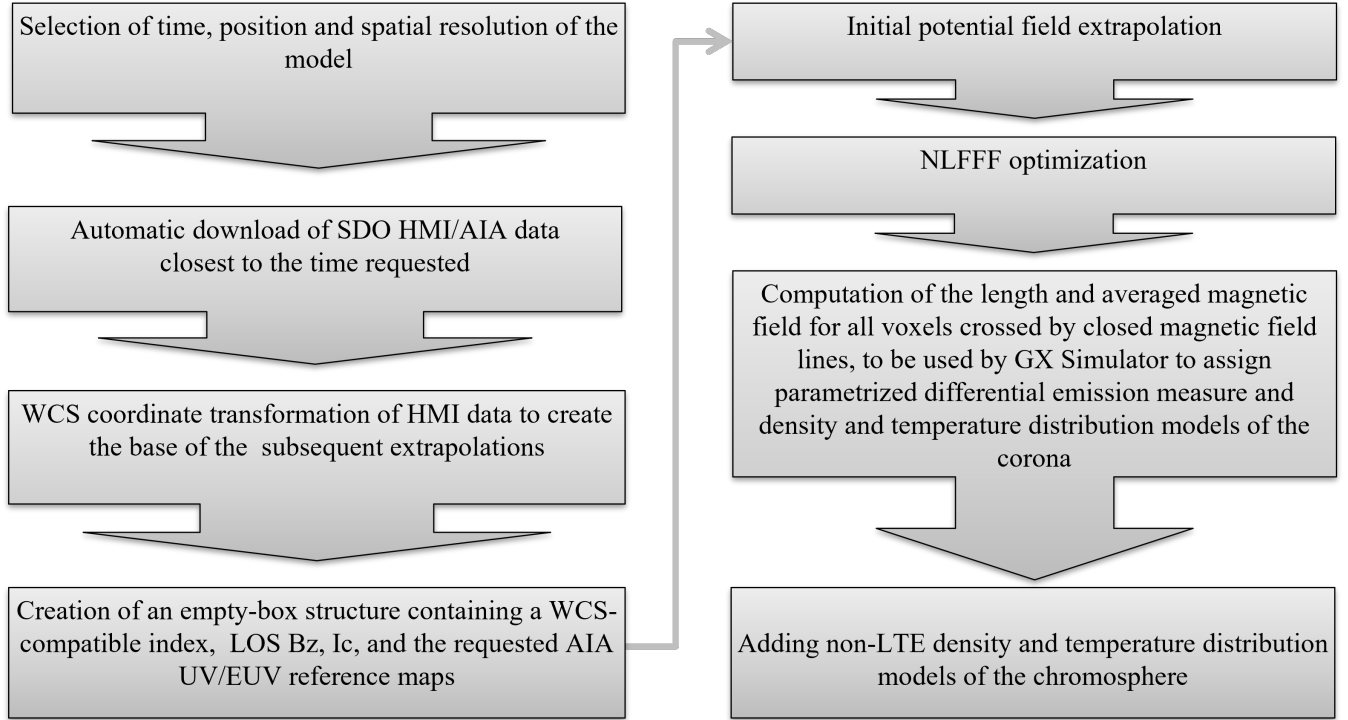 Selection of time, position and spatial resolution of the
model
Automatic download of SDO HMI/AIA data
closest to the time requested
WCS coordinate transformation of HMI data to create
the base of the  subsequent extrapolations
Creation of an empty-box structure containing a WCS-
compatible index,  LOS Bz, Ic, and the requested AIA
UV/EUV reference maps
Initial potential field extrapolation
NLFFF optimization
Computation of the length and averaged magnetic
field for all voxels crossed by closed magnetic field
lines, to be used by GX Simulator to assign
parametrized differential emission measure and
density and temperature distribution models of the
corona
Adding non-LTE density and temperature distribution
models of the chromosphere